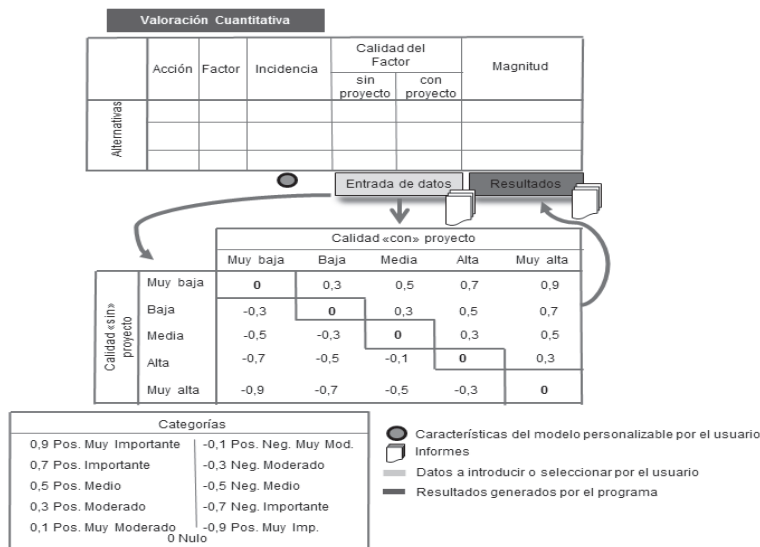 Valoración Cuantitativa
Calidad del
Factor
Acción Factor Incidencia Magnitud
sin
proyecto
con
proyecto
Alternativas
Entrada de datos
Resultados
Calidad «con» proyecto
Muy baja Baja Media Alta Muy alta
Calidad «sin»
proyecto
Muy baja 0 0,3 0,5 0,7 0,9
Baja -0,3 0 0,3 0,5 0,7
Media -0,5 -0,3 0 0,3 0,5
Alta -0,7 -0,5 -0,1 0 0,3
Muy alta -0,9 -0,7 -0,5 -0,3 0
Categorías
0,9 Pos. Muy Importante -0,1 Pos. Neg. Muy Mod.
0,7 Pos. Importante -0,3 Neg. Moderado
0,5 Pos. Medio -0,5 Neg. Medio
0,3 Pos. Moderado -0,7 Neg. Importante
0,1 Pos. Muy Moderado -0,9 Pos. Muy Imp.
0 Nulo
Características del modelo personalizable por el usuario
Informes
Datos a introducir o seleccionar por el usuario
Resultados generados por el programa